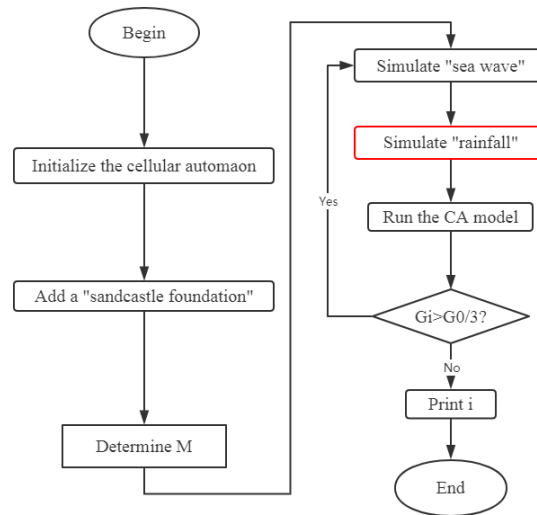 Begin
Initialize the cellular automaon
Add a "sandcastle foundation"
Determine M
Simulate "sea wave"
Simulate "rainfall"
Yes
Run the CA model
Gi>G0/3?
No
Print i
End